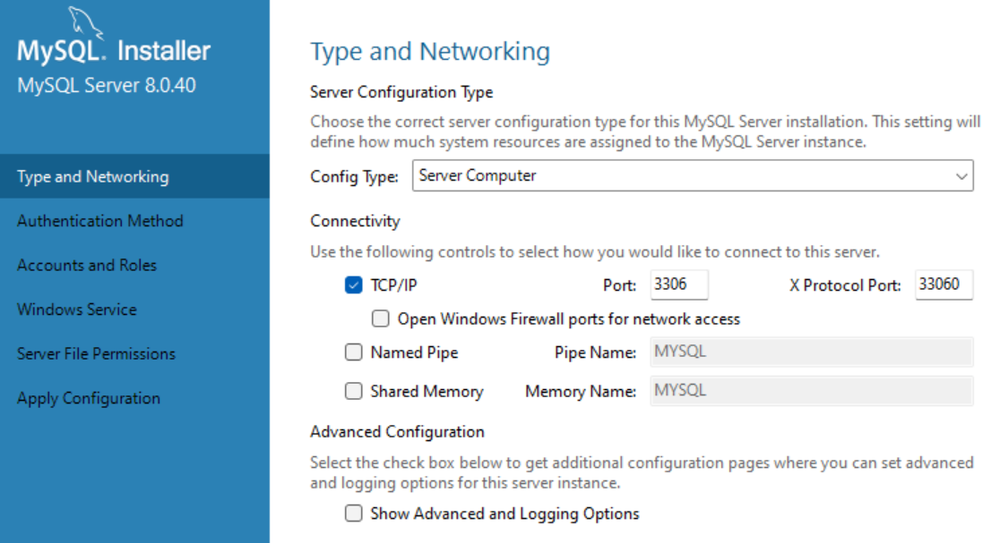 MySQL. Installer
MySQL Server 8.0.40
Type and Networking
Authentication Method
Accounts and Roles
Windows Service
Server File Permissions
Apply Configuration
Type and Networking
Server Configuration Type
Choose the correct server configuration type for this MySQL Server installation. This setting will
define how much system resources are assigned to the MySQL Server instance.
Config Type: Server Computer
Connectivity
Use the following controls to select how you would like to connect to this server.
TCP/IP Port: 3306 X Protocol Port: 33060
Open Windows Firewall ports for network access
Named Pipe Pipe Name: MYSQL
Shared Memory Memory Name: MYSQL
Advanced Configuration
Select the check box below to get additional configuration pages where you can set advanced
and logging options for this server instance.
Show Advanced and Logging Options